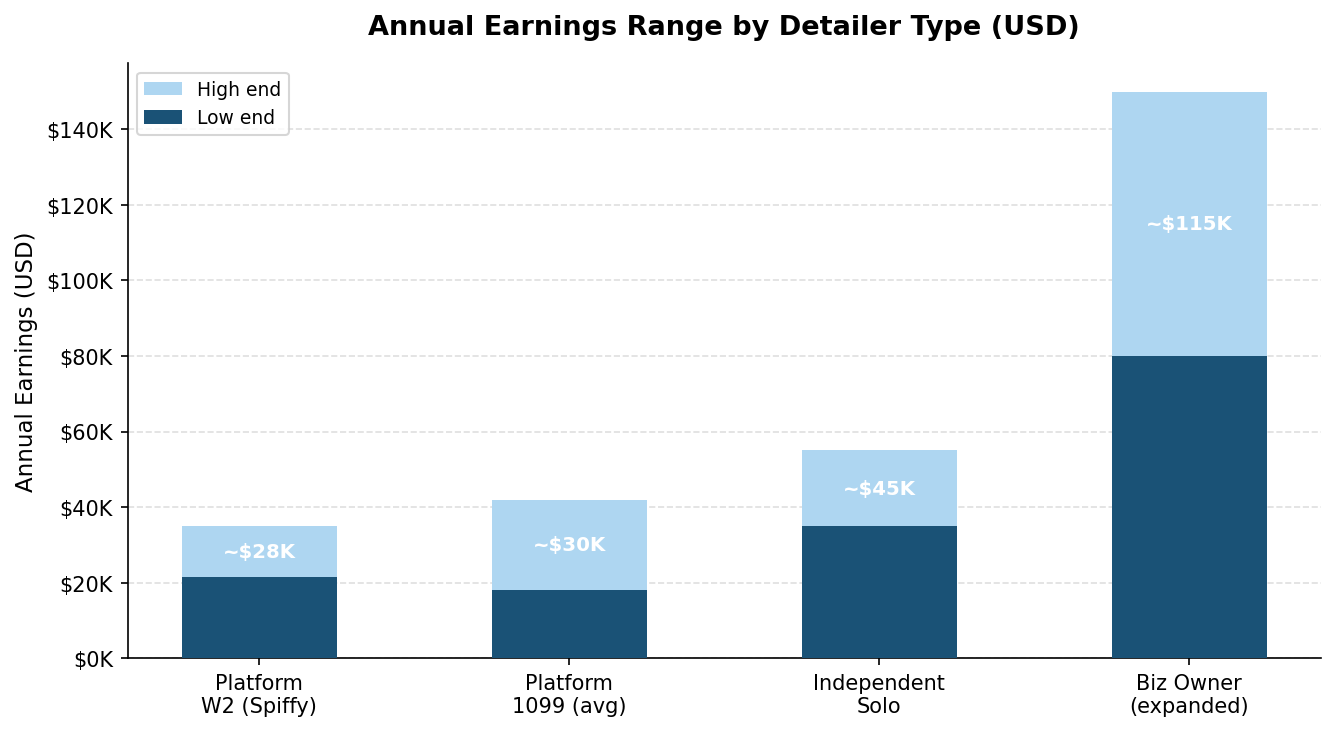 Annual Earnings Range by Detailer Type (USD)
High end
Low end
Annual Earnings (USD)
$140K
$120K
$100K
$80K
$60K
$40K
$20K
$0K
~$28K
~$30K
~$45K
~$115K
Platform
W2 (Spiffy)
Platform
1099 (avg)
Independent
Solo
Biz Owner
(expanded)